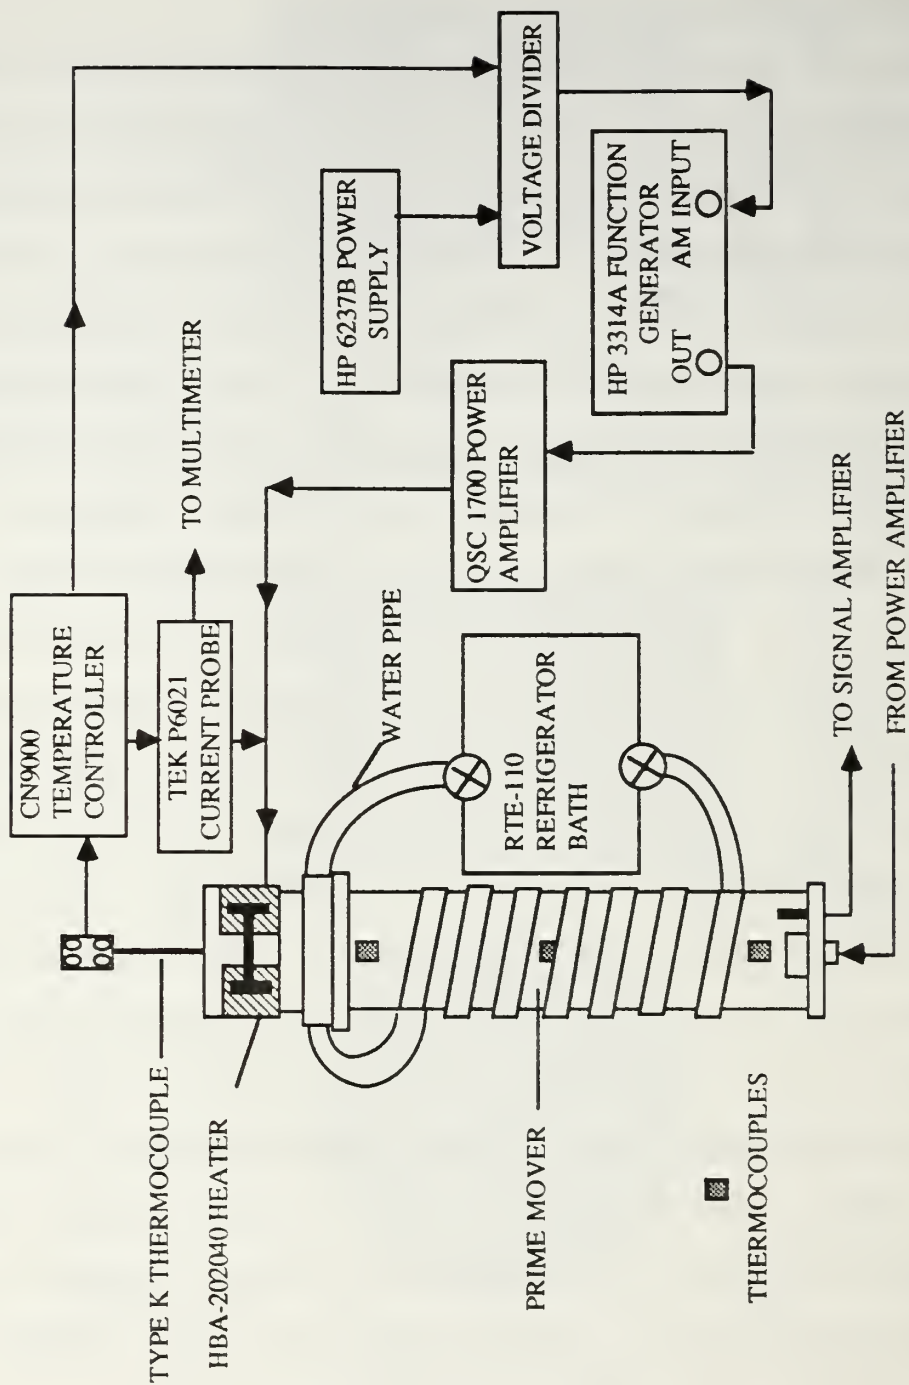 TYPE K THERMOCOUPLE
HBA-202040 HEATER
PRIME MOVER
THERMOCOUPLES
CN9000
TEMPERATURE
CONTROLLER
TEK P6021
CURRENT PROBE
TO MULTIMETER
WATER PIPE
RTE-110
REFRIGERATOR
BATH
TO SIGNAL AMPLIFIER
FROM POWER AMPLIFIER
QSC 1700 POWER
AMPLIFIER
HP 6237B POWER
SUPPLY
VOLTAGE DIVIDER
HP 3314A FUNCTION
GENERATOR
OUT AM INPUT